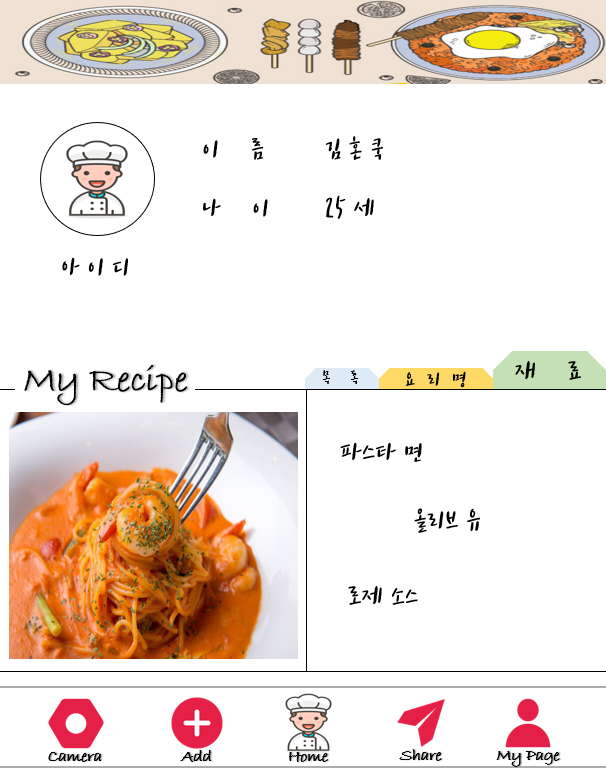 이 름 김혼쿡
나 이 25세
아이디
My Recipe
목 록 요 리 명 재 료
파스타 면
올리브 유
로제 소스
Camera Add Home Share My Page